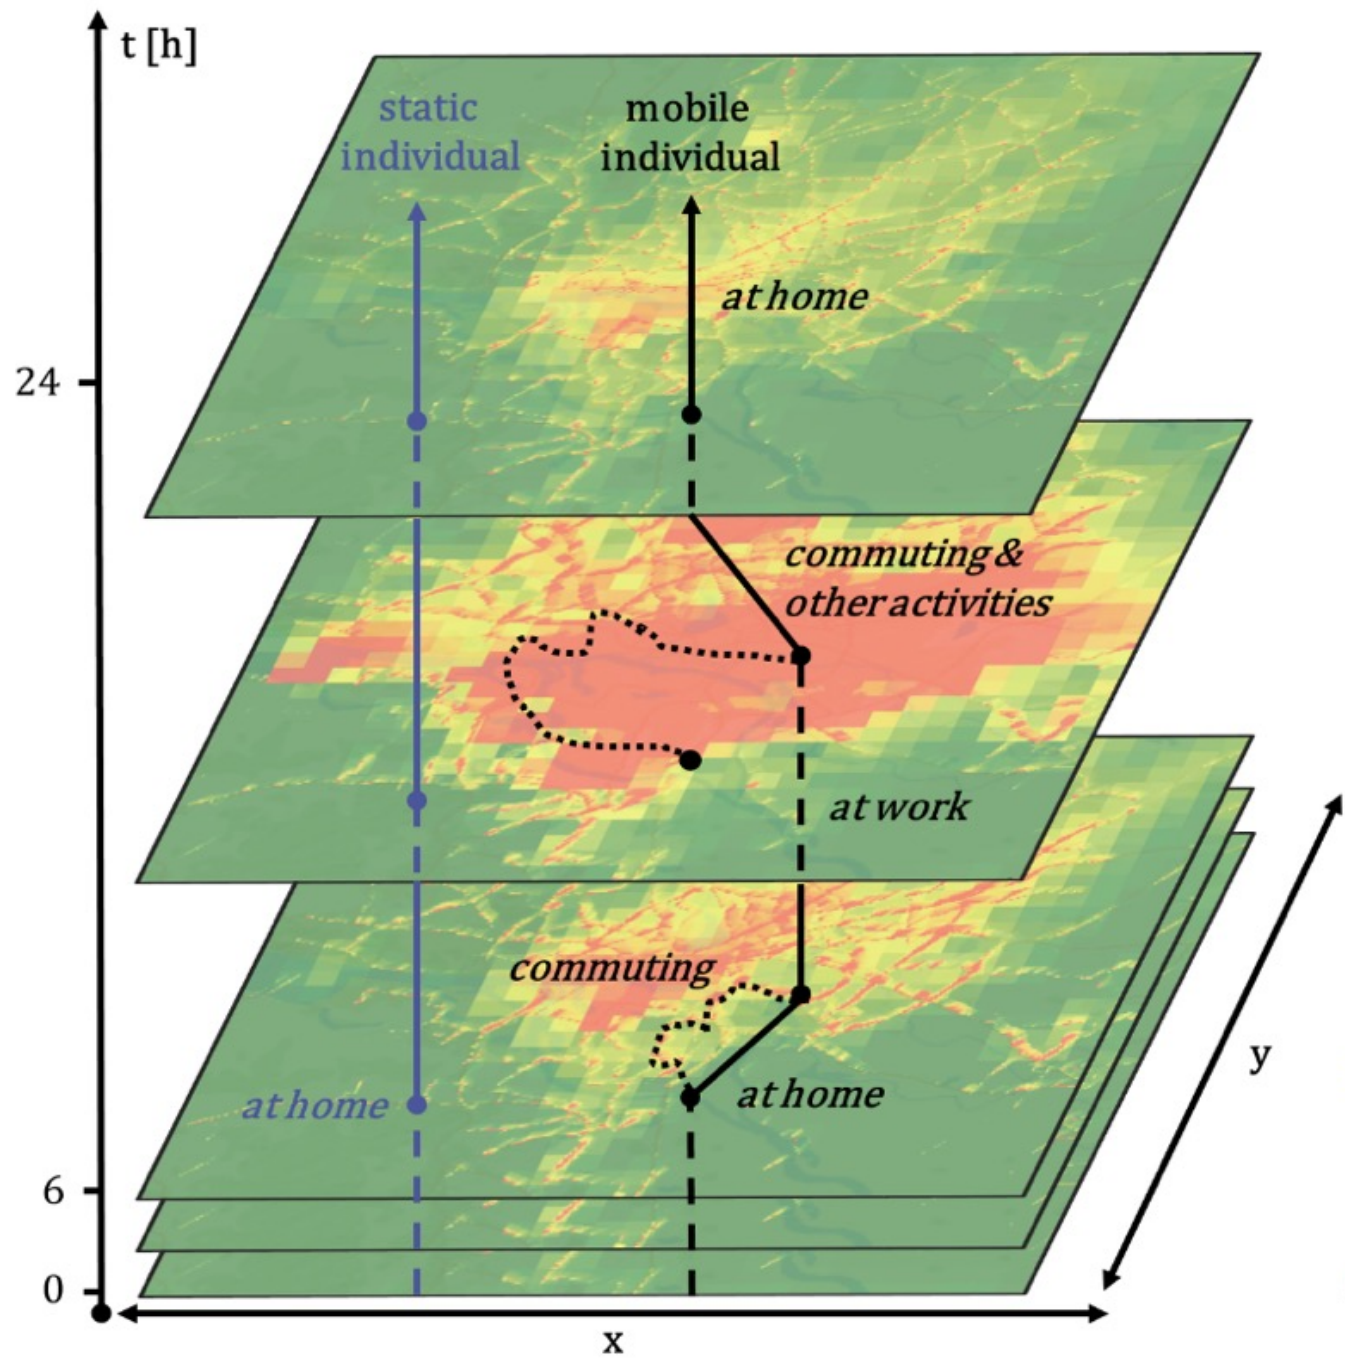 t [h]
static
individual
mobile
individual
at home
24
commuting &
other activities
at work
commuting
at home
at home
y
6
0
x